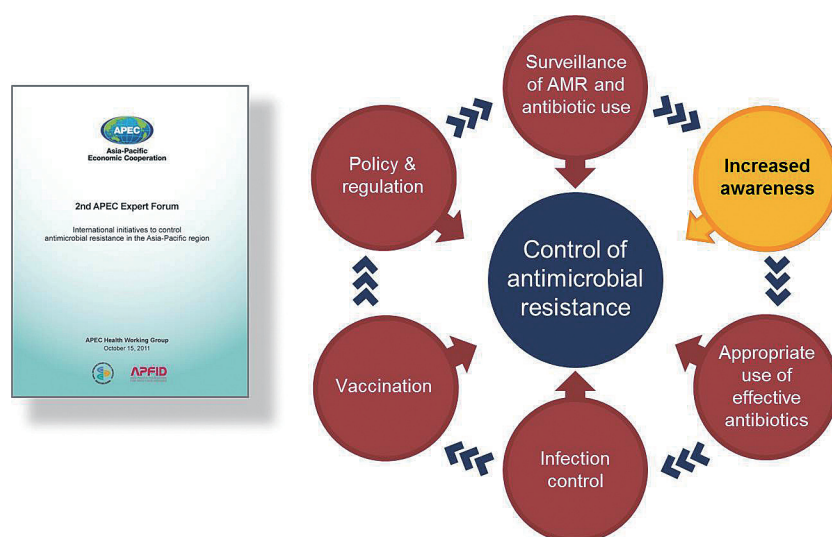 APEC
Asia-Pacific
Economic Cooperation
2nd APEC Expert Forum
International initiatives to control
antimicrobial resistance in the Asia-Pacific region
APEC Health Working Group
October 15, 2011
APFID
Surveillance
of AMR and
antibiotic use
Increased
awareness
Appropriate
use of
effective
antibiotics
Infection
control
Vaccination
Policy &
regulation
Control of
antimicrobial
resistance